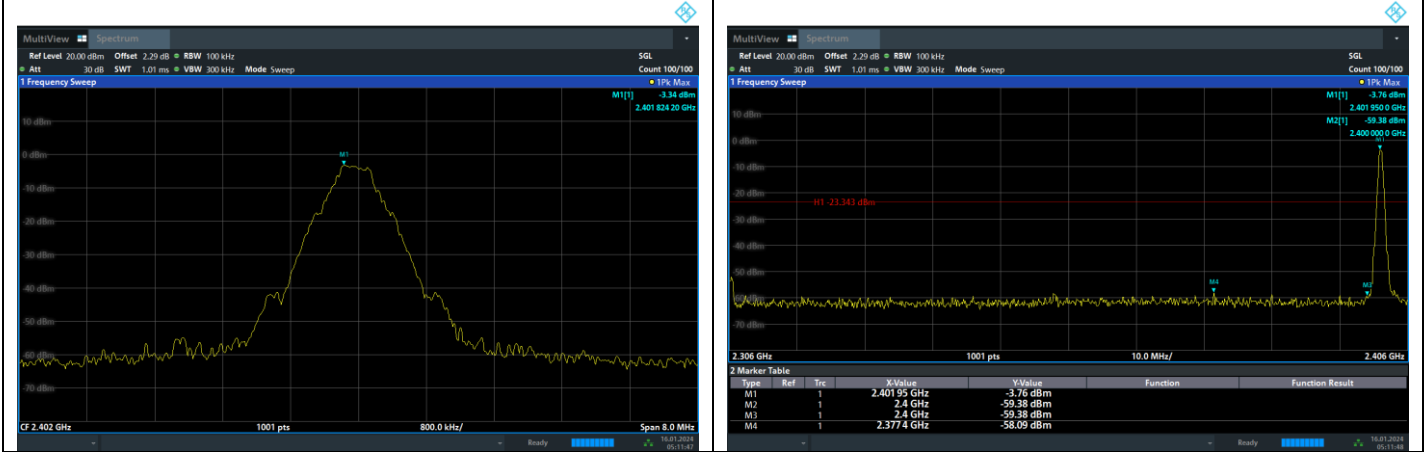 MultiView Spectrum
Ref Level 20.00 dBm Offset 2.29 dB RBW 100 kHz SGL
Att 30 dB SWT 1.01 ms VBW 300 kHz Mode Sweep Count 100/100
1 Frequency Sweep 1Pk Max
M1[1] -3.34 dBm
2.401 824 20 GHz
10 dBm
M1
0 dBm
-10 dBm
-20 dBm
-30 dBm
-40 dBm
-50 dBm
-60 dBm
-70 dBm
CF 2.402 GHz 1001 pts 800.0 kHz/ Span 8.0 MHz
Ready 16.01.2024
05:11:47
MultiView Spectrum
Ref Level 20.00 dBm Offset 2.29 dB RBW 100 kHz SGL
Att 30 dB SWT 1.01 ms VBW 300 kHz Mode Sweep Count 100/100
1 Frequency Sweep 1Pk Max
M1[1] -3.76 dBm
2.401 950 0 GHz
10 dBm
M2[1] -59.38 dBm
2.400 000 0 GHz
0 dBm
M1
-10 dBm
-20 dBm
H1 -23.343 dBm
-30 dBm
-40 dBm
-50 dBm
M4
-60 dBm
-70 dBm
2.306 GHz 1001 pts 10.0 MHz/ 2.406 GHz
2 Marker Table
Type Ref Trc X-Value Y-Value Function Function Result
M1 1 2.401 95 GHz -3.76 dBm
M2 1 2.4 GHz -59.38 dBm
M3 1 2.4 GHz -59.38 dBm
M4 1 2.377 4 GHz -58.09 dBm
Ready 16.01.2024
05:11:48